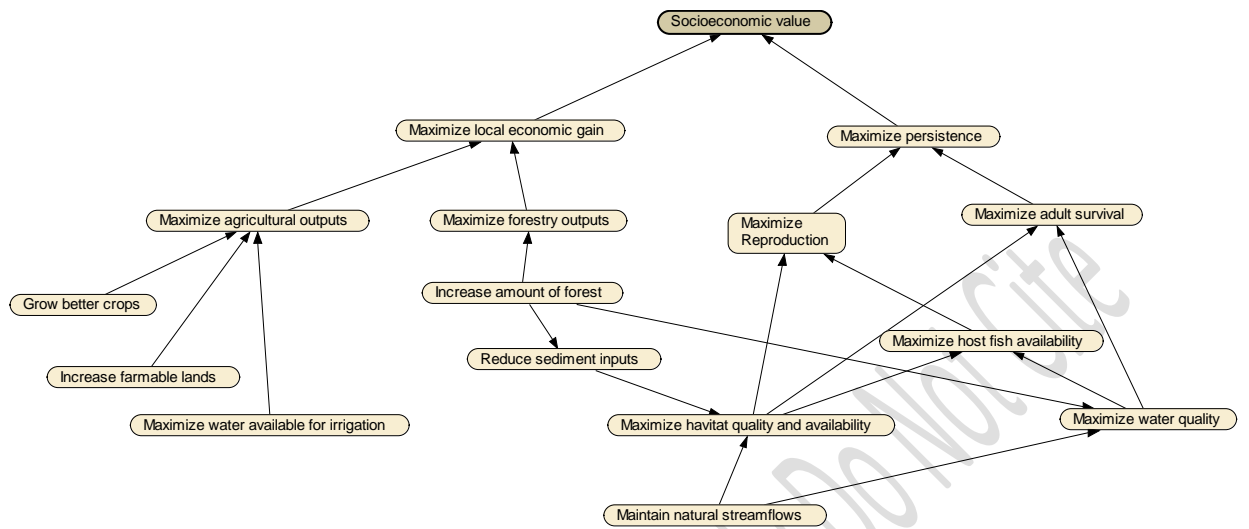 Socioeconomic value
Maximize local economic gain
Maximize persistence
Maximize agricultural outputs
Maximize forestry outputs
Maximize
Reproduction
Maximize adult survival
Grow better crops
Increase amount of forest
Maximize host fish availability
Reduce sediment inputs
Increase farmable lands
Maximize water available for irrigation
Maximize havitat quality and availability
Maximize water quality
Maintain natural streamflows
Do Not Cite